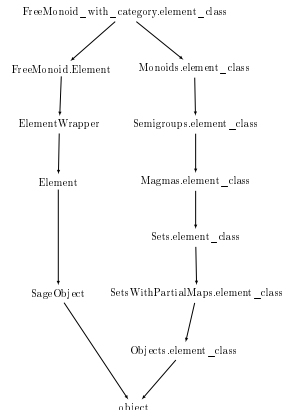 FreeMonoid_with_category.element_class
FreeMonoid.Element
Monoids.element_class
ElementWrapper
Semigroups.element_class
Element
Magmas.element_class
Sets.element_class
SageObject
SetsWithPartialMaps.element_class
Objects.element_class
object